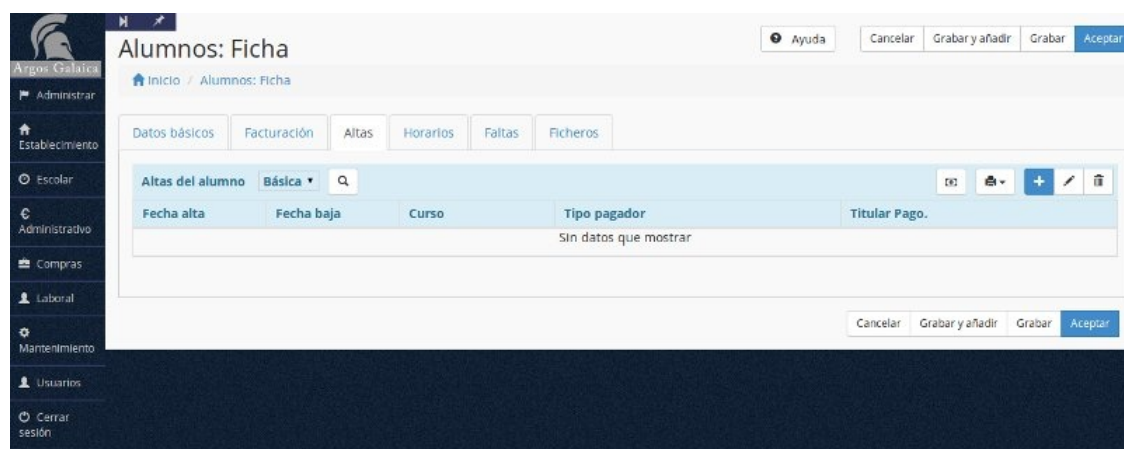 Argos Galaica
Administrar
Establecimiento
Escolar
Administrativo
Compras
Laboral
Mantenimiento
Usuarios
Cerrar
sesión
Alumnos: Ficha
Ayuda
Cancelar
Grabar y añadir
Grabar
Aceptar
Inicio / Alumnos: Ficha
Datos básicos
Facturación
Altas
Horarios
Faltas
Ficheros
Altas del alumno
Básica
Fecha alta
Fecha baja
Curso
Tipo pagador
Titular Pago.
Sin datos que mostrar
Cancelar
Grabar y añadir
Grabar
Aceptar